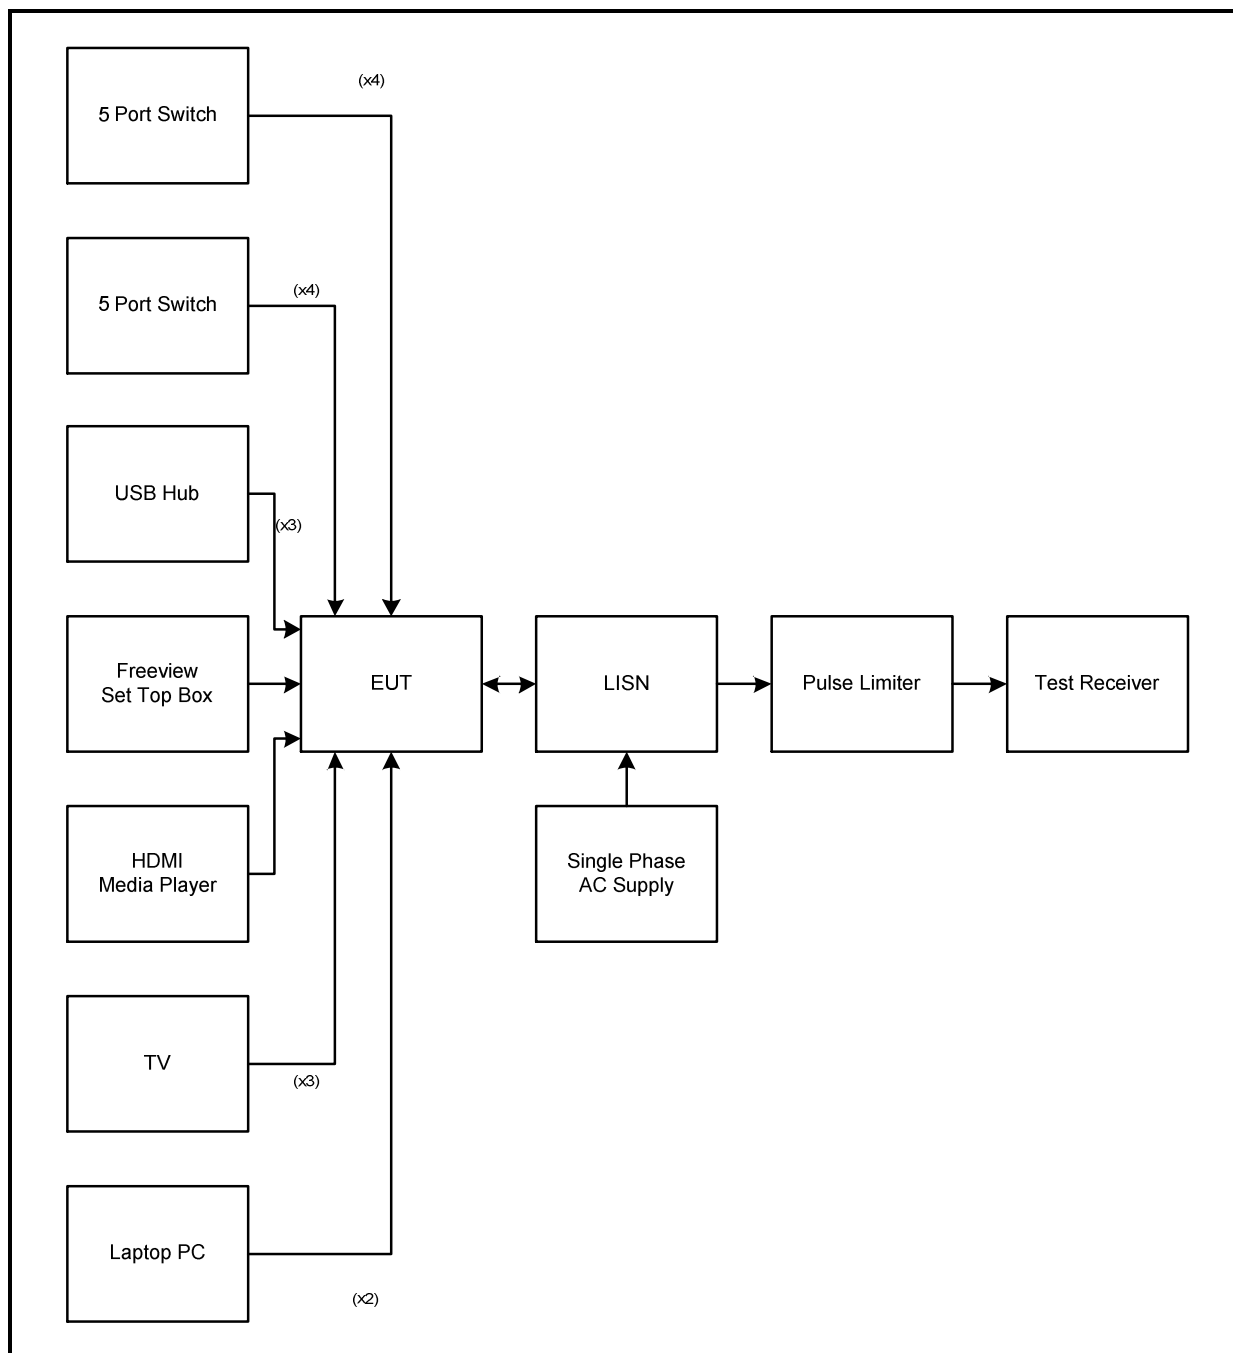 (x4)
5 Port Switch
5 Port Switch
(x4)
USB Hub
(x3)
Freeview
Set Top Box
EUT
LISN
Pulse Limiter
Test Receiver
HDMI
Media Player
Single Phase
AC Supply
TV
(x3)
Laptop PC
(x2)